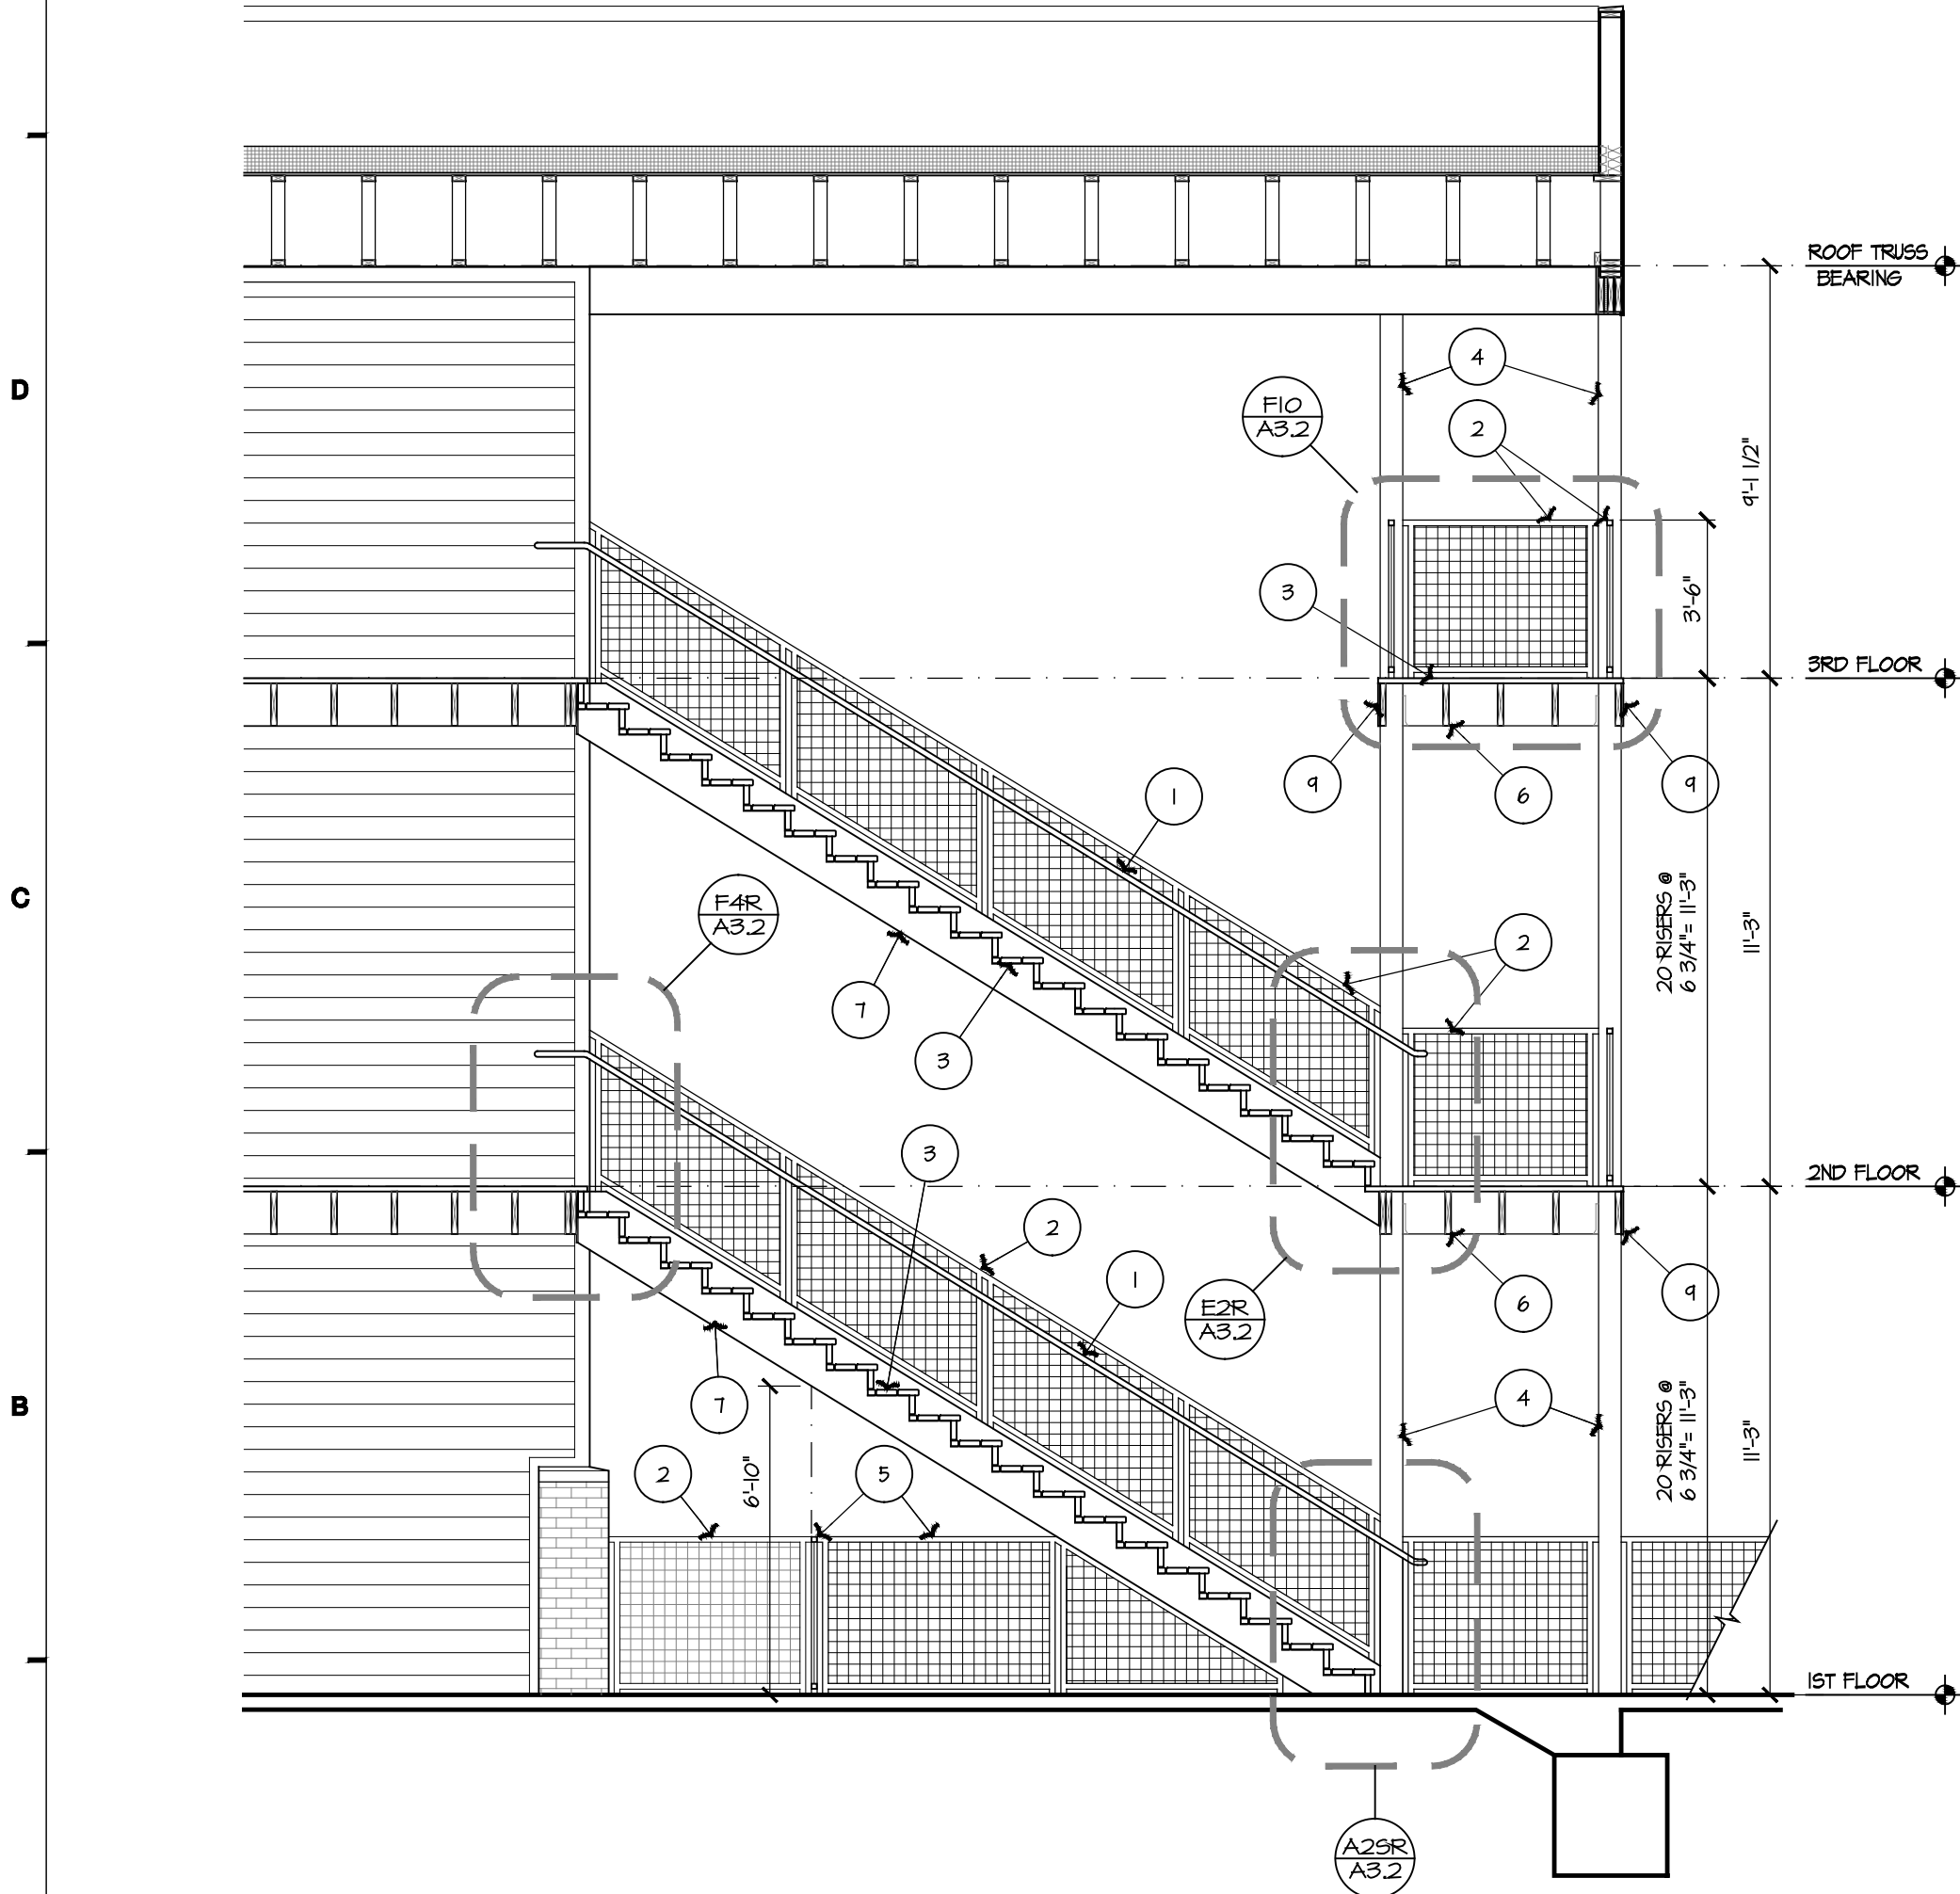 ROOF TRUSS
BEARING
D
4
F10
A3.2
2
9'-1 1/2"
3
3'-6"
3RD FLOOR
9
6
9
1
F4R
A3.2
C
20 RISERS @
6 3/4"= 11'-3"
11'-3"
2
7
3
3
2ND FLOOR
2
1
6
9
E2R
A3.2
7
4
B
20 RISERS @
6 3/4"= 11'-3"
11'-3"
2
6'-10"
5
1ST FLOOR
A2SR
A3.2